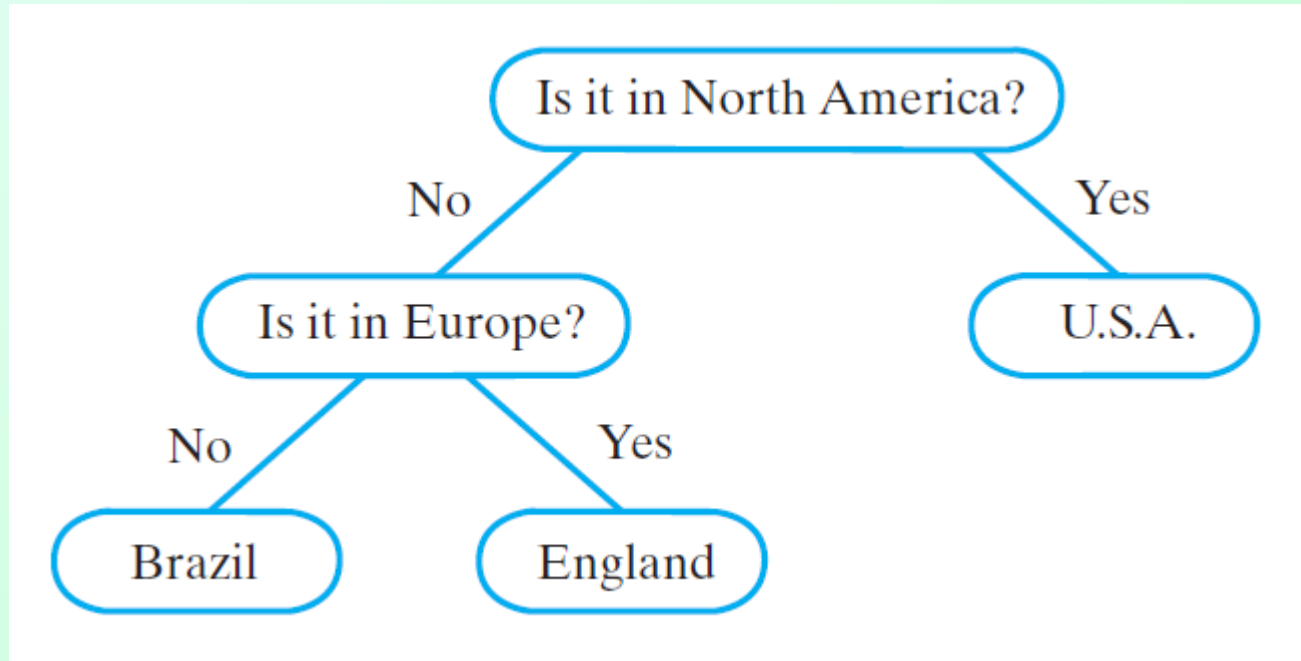 Is it in North America?
No
Yes
Is it in Europe?
U.S.A.
No
Yes
Brazil
England